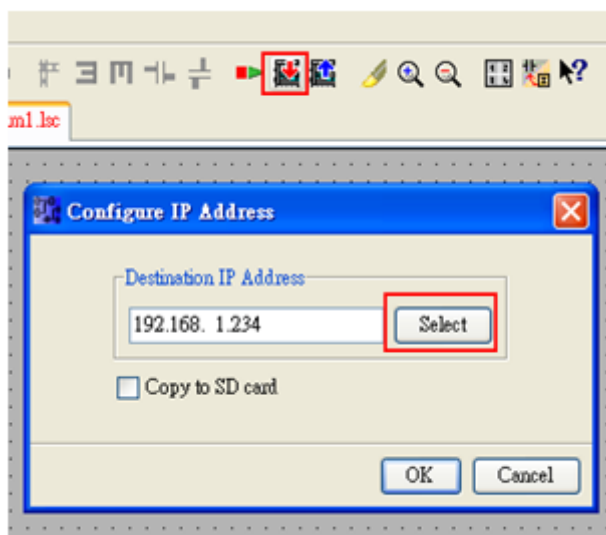 m1.lsc
Configure IP Address
Destination IP Address
192.168. 1.234
Select
Copy to SD card
OK
Cancel